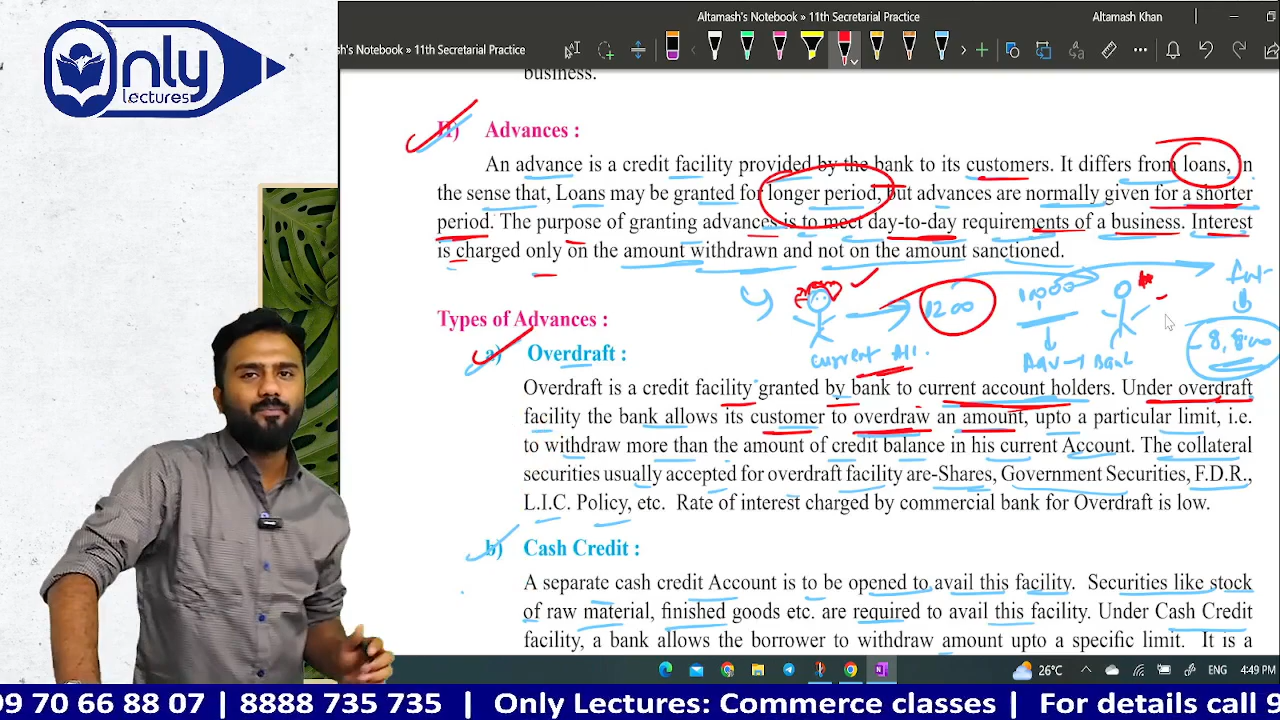 Altamash's Notebook » 11th Secretarial Practice
Altamash Khan
h's Notebook » 11th Secretarial Practice
Only
Lectures
business.
II) Advances :
An advance is a credit facility provided by the bank to its customers. It differs from loans, in
the sense that, Loans may be granted for longer period, but advances are normally given for a shorter
period. The purpose of granting advances is to meet day-to-day requirements of a business. Interest
is charged only on the amount withdrawn and not on the amount sanctioned.
1200
10,000
Current A/c.
Adv → Bank
Types of Advances :
a) Overdraft :
Overdraft is a credit facility granted by bank to current account holders. Under overdraft
facility the bank allows its customer to overdraw an amount, upto a particular limit, i.e.
to withdraw more than the amount of credit balance in his current Account. The collateral
securities usually accepted for overdraft facility are-Shares, Government Securities, F.D.R.,
L.I.C. Policy, etc. Rate of interest charged by commercial bank for Overdraft is low.
b) Cash Credit :
A separate cash credit Account is to be opened to avail this facility. Securities like stock
of raw material, finished goods etc. are required to avail this facility. Under Cash Credit
facility, a bank allows the borrower to withdraw amount upto a specific limit. It is a
26°C
ENG
4:49 PM
99 70 66 88 07 | 8888 735 735 | Only Lectures: Commerce classes | For details call 9